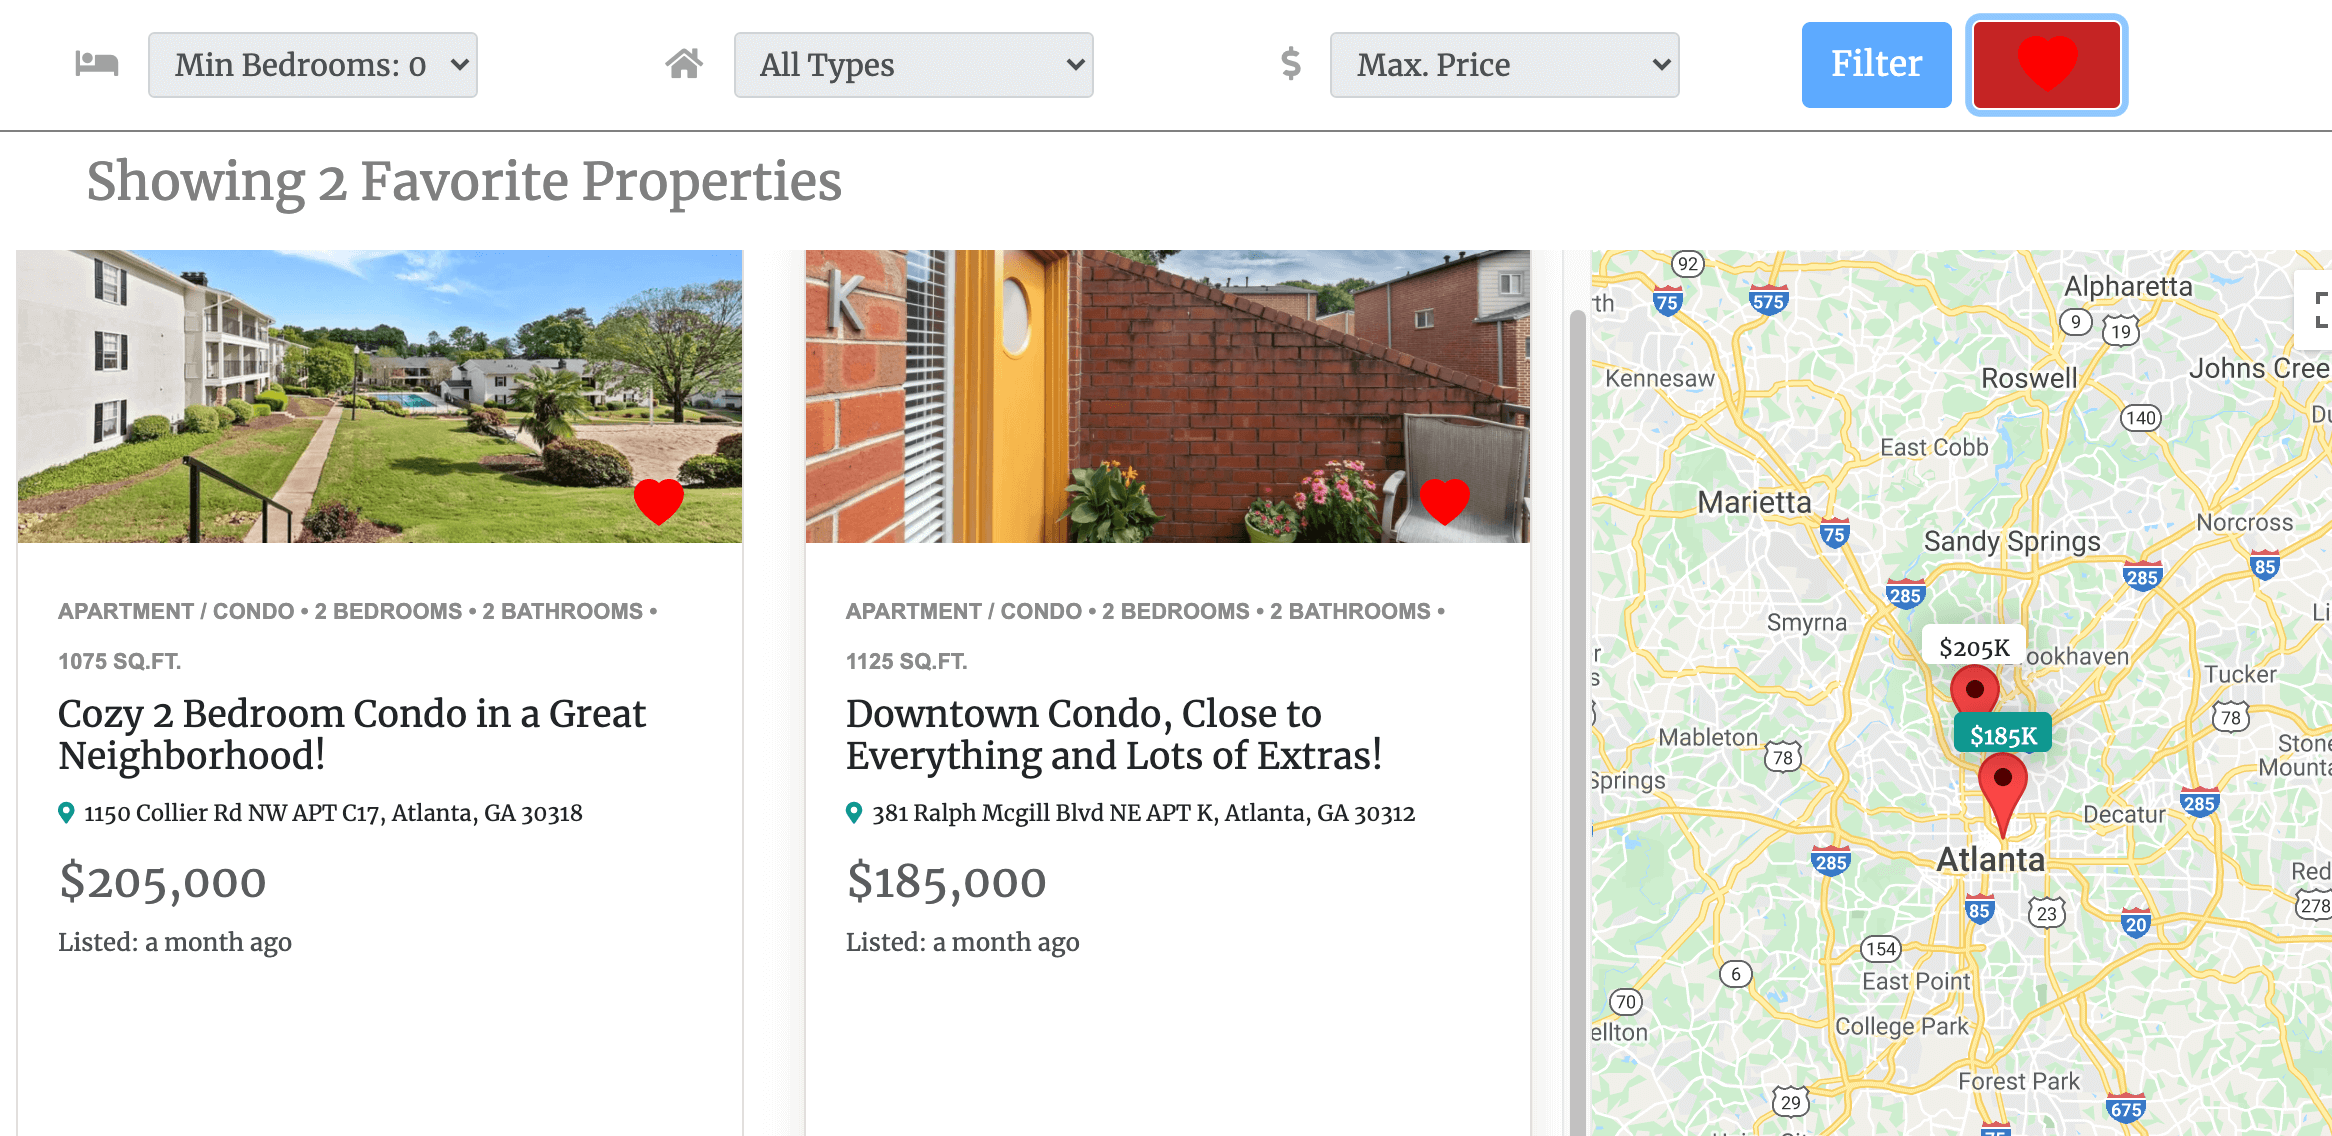 Min Bedrooms: 0
All Types
$
Max. Price
Filter
Showing 2 Favorite Properties
K
APARTMENT / CONDO • 2 BEDROOMS • 2 BATHROOMS •
1075 SQ.FT.
Cozy 2 Bedroom Condo in a Great
Neighborhood!
1150 Collier Rd NW APT C17, Atlanta, GA 30318
$205,000
Listed: a month ago
APARTMENT / CONDO • 2 BEDROOMS • 2 BATHROOMS •
1125 SQ.FT.
Downtown Condo, Close to
Everything and Lots of Extras!
381 Ralph Mcgill Blvd NE APT K, Atlanta, GA 30312
$185,000
Listed: a month ago
92
Alpharetta
75
575
9
19
Johns Cree
Kennesaw
Roswell
140
East Cobb
Marietta
Norcross
75
Sandy Springs
85
285
285
Smyrna
$205K
ookhaven
Tucker
78
$185K
Mableton
78
Stone
Mounta
Springs
285
Decatur
285
Atlanta
Red
278
85
23
20
154
6
East Point
70
ellton
College Park
Forest Park
29
675
75